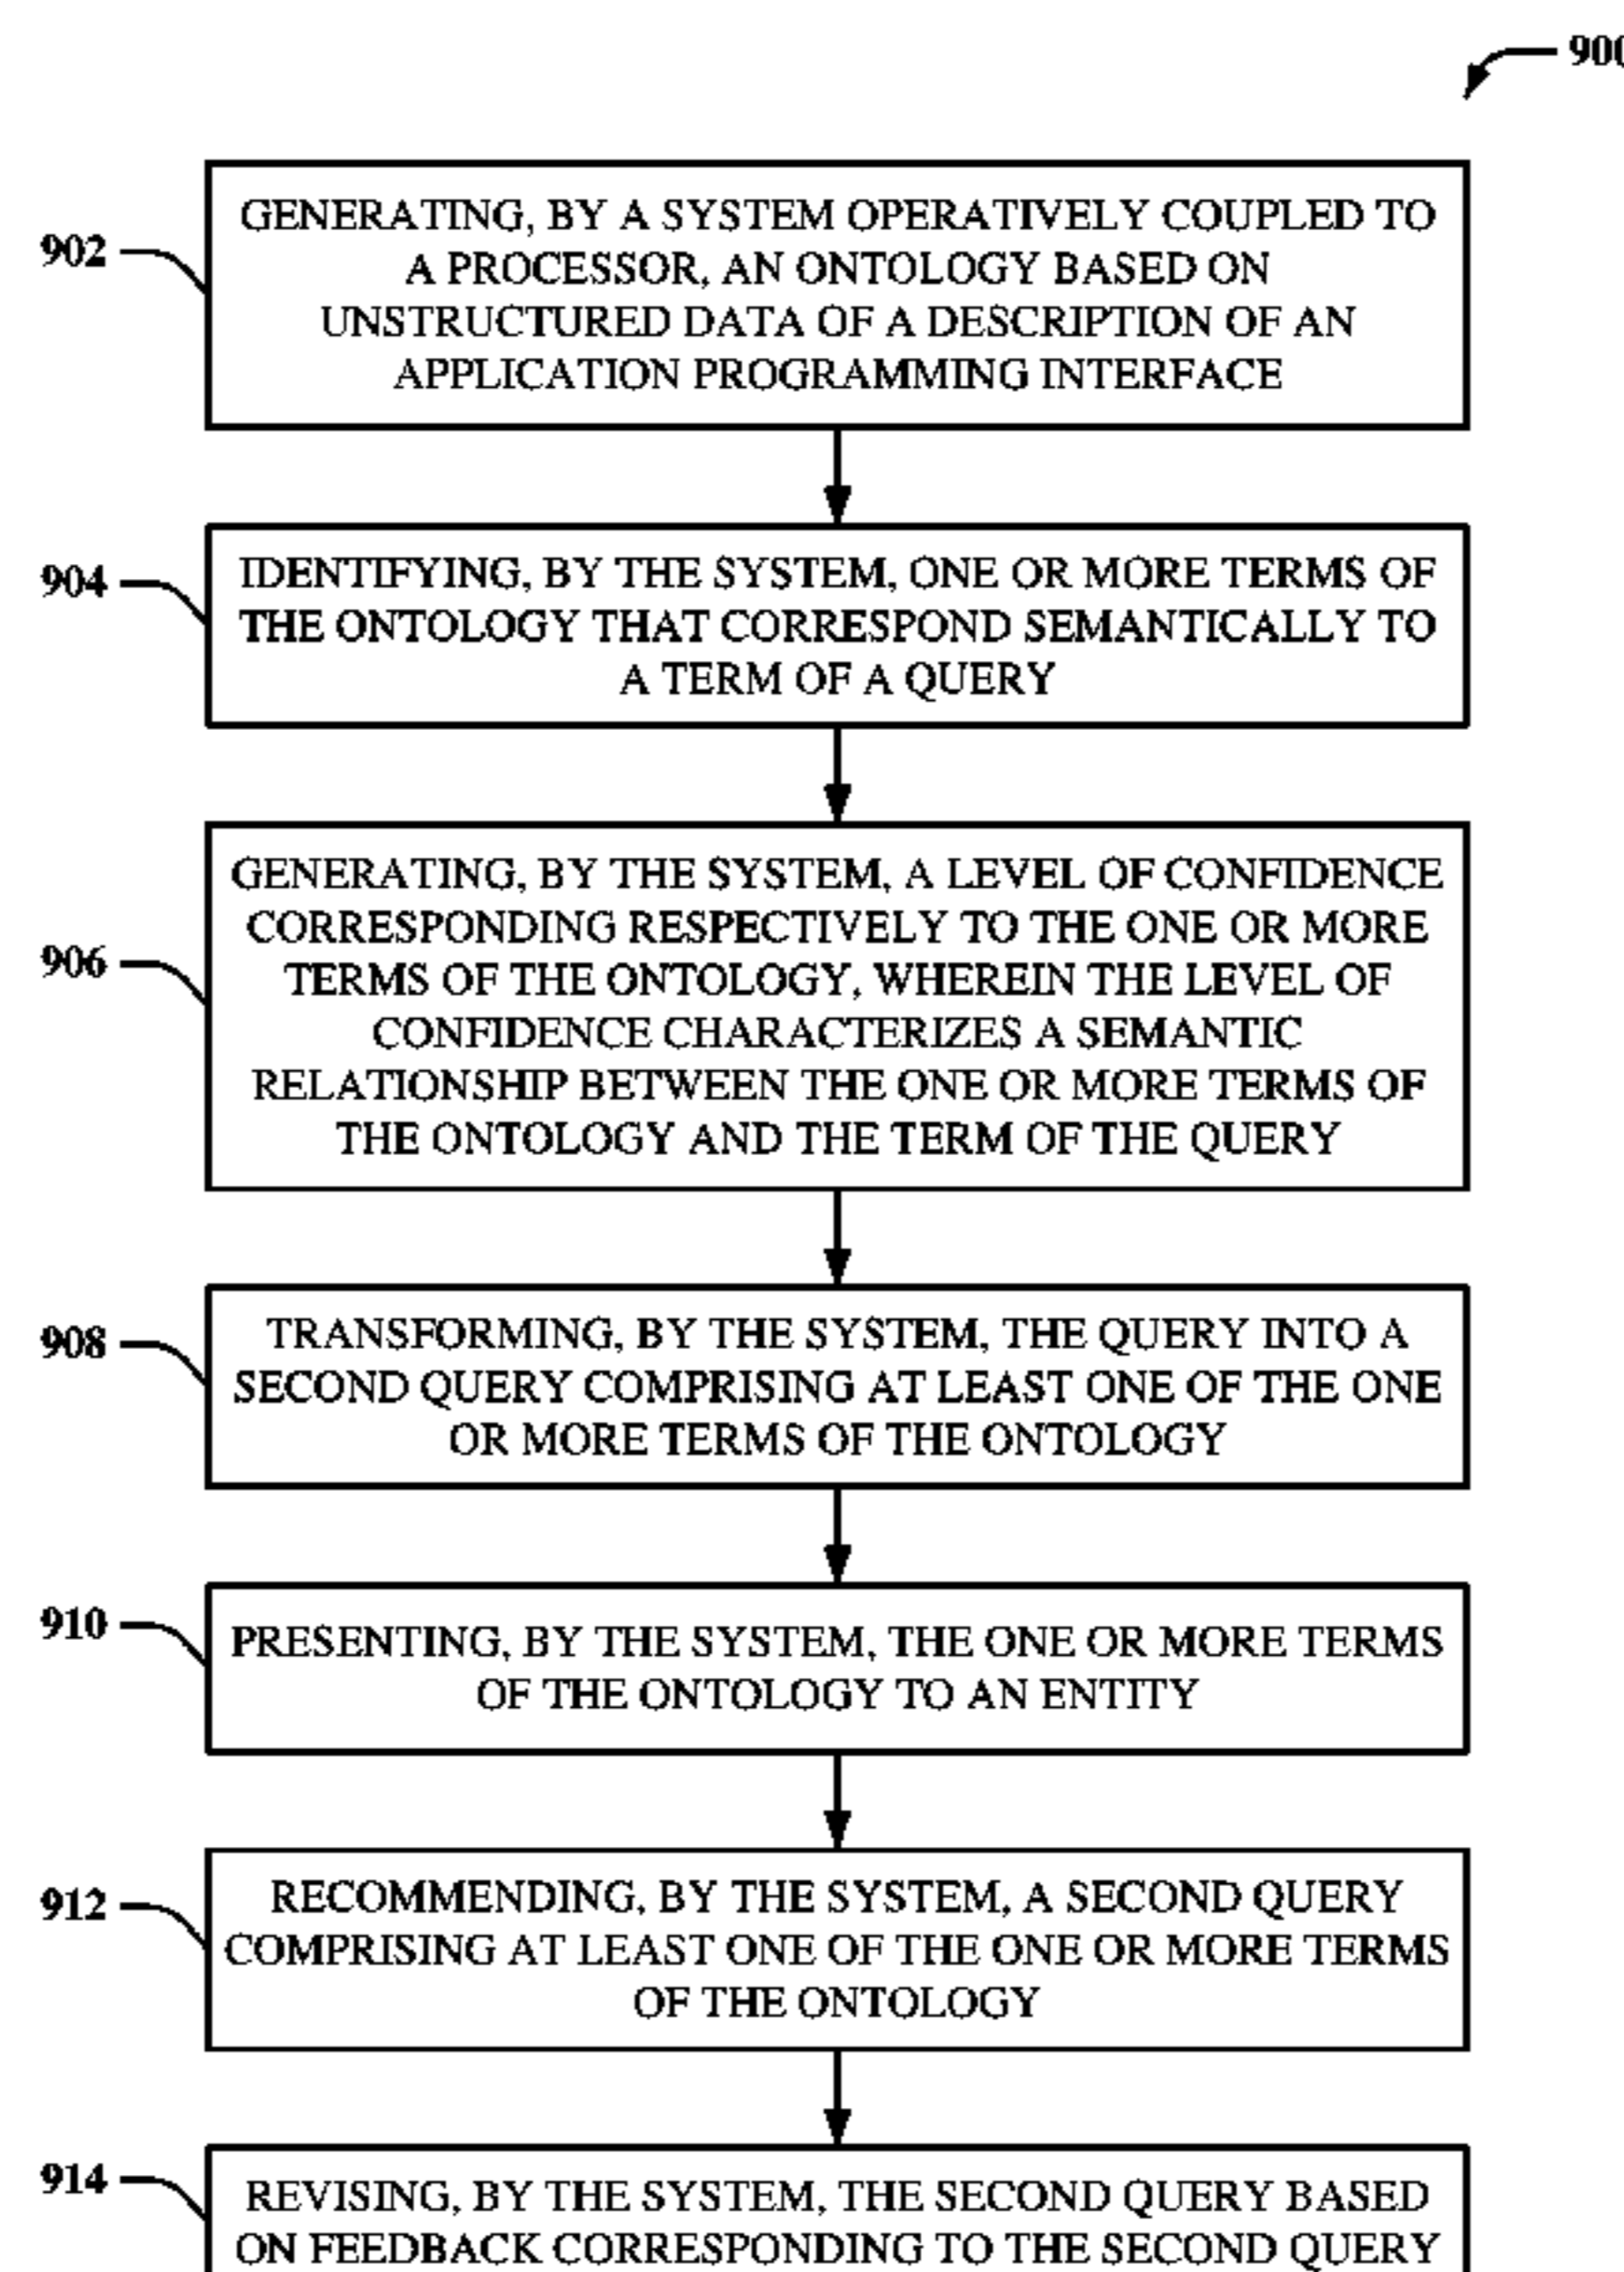 900
902
GENERATING, BY A SYSTEM OPERATIVELY COUPLED TO
A PROCESSOR, AN ONTOLOGY BASED ON
UNSTRUCTURED DATA OF A DESCRIPTION OF AN
APPLICATION PROGRAMMING INTERFACE
904
IDENTIFYING, BY THE SYSTEM, ONE OR MORE TERMS OF
THE ONTOLOGY THAT CORRESPOND SEMANTICALLY TO
A TERM OF A QUERY
906
GENERATING, BY THE SYSTEM, A LEVEL OF CONFIDENCE
CORRESPONDING RESPECTIVELY TO THE ONE OR MORE
TERMS OF THE ONTOLOGY, WHEREIN THE LEVEL OF
CONFIDENCE CHARACTERIZES A SEMANTIC
RELATIONSHIP BETWEEN THE ONE OR MORE TERMS OF
THE ONTOLOGY AND THE TERM OF THE QUERY
908
TRANSFORMING, BY THE SYSTEM, THE QUERY INTO A
SECOND QUERY COMPRISING AT LEAST ONE OF THE ONE
OR MORE TERMS OF THE ONTOLOGY
910
PRESENTING, BY THE SYSTEM, THE ONE OR MORE TERMS
OF THE ONTOLOGY TO AN ENTITY
912
RECOMMENDING, BY THE SYSTEM, A SECOND QUERY
COMPRISING AT LEAST ONE OF THE ONE OR MORE TERMS
OF THE ONTOLOGY
914
REVISING, BY THE SYSTEM, THE SECOND QUERY BASED
ON FEEDBACK CORRESPONDING TO THE SECOND QUERY